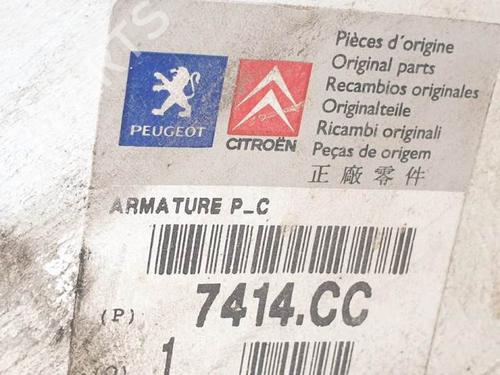 PEUGEOT
CITROËN
Pièces d'origine
Original parts
Recambios originales
Originalteile
Ricambi originali
Peças de origem
正廠零件
ARMATURE P_C
(P) 7414.CC
1